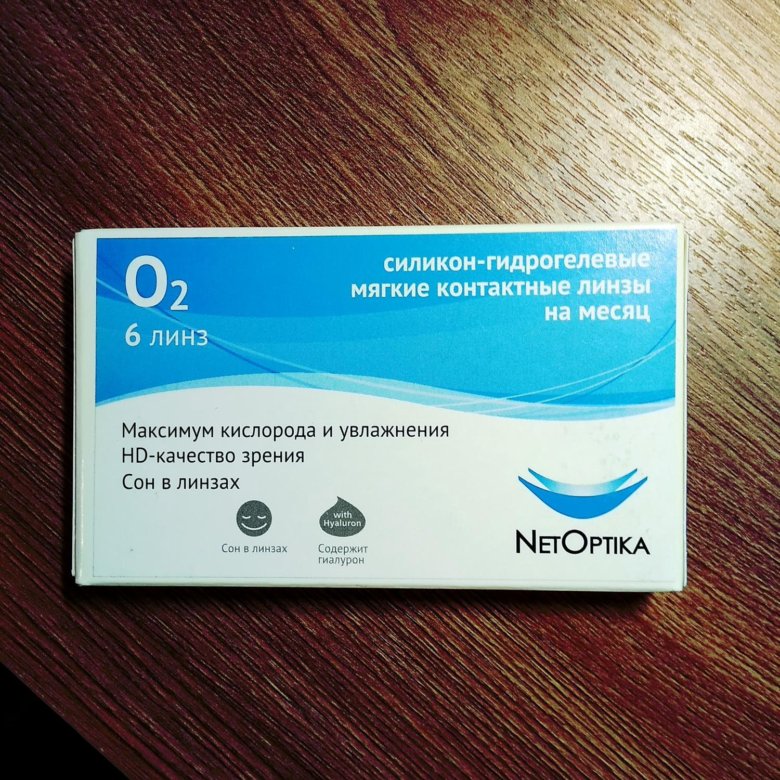 O₂
6 линз
силикон-гидрогелевые
мягкие контактные линзы
на месяц
Максимум кислорода и увлажнения
HD-качество зрения
Сон в линзах
Сон в линзах
with
Hyaluron
Содержит
гиалурон
NETOPTIKA